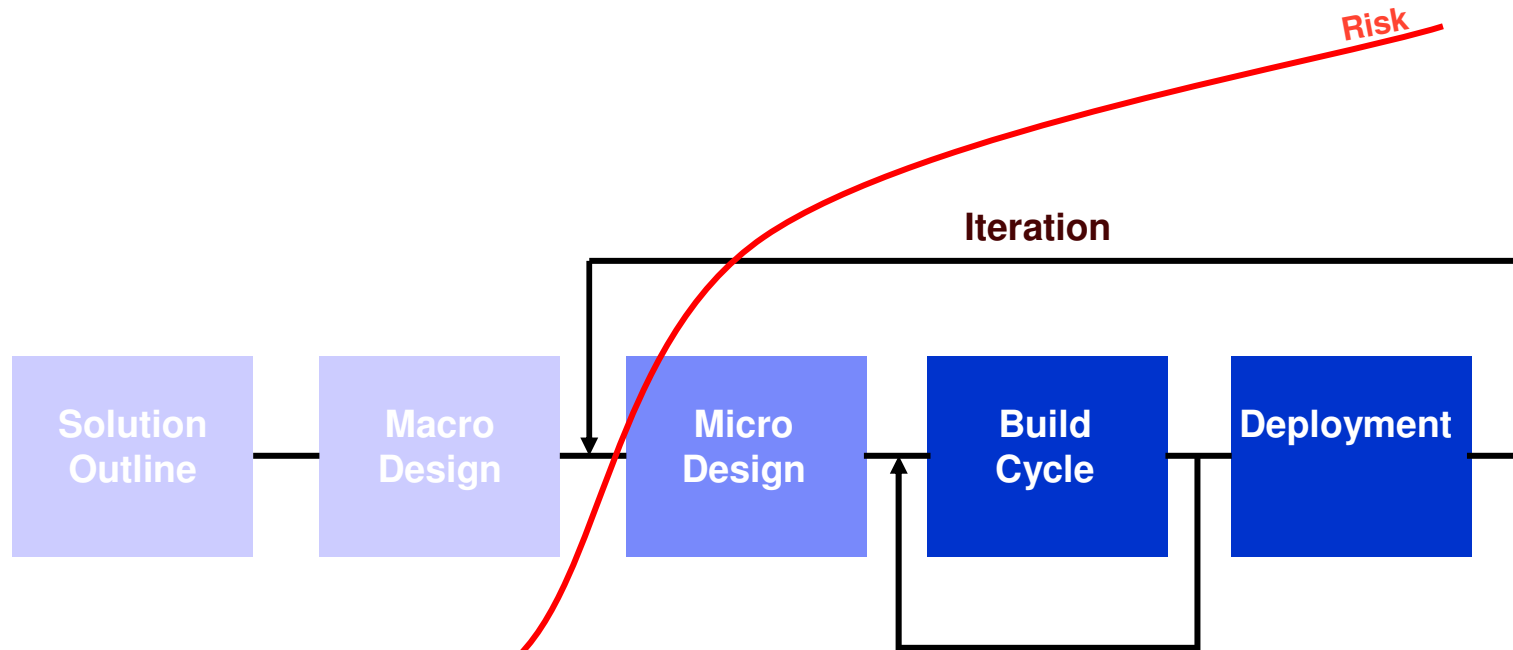 Risk
Iteration
Solution
Outline
Macro
Design
Micro
Design
Build
Cycle
Deployment